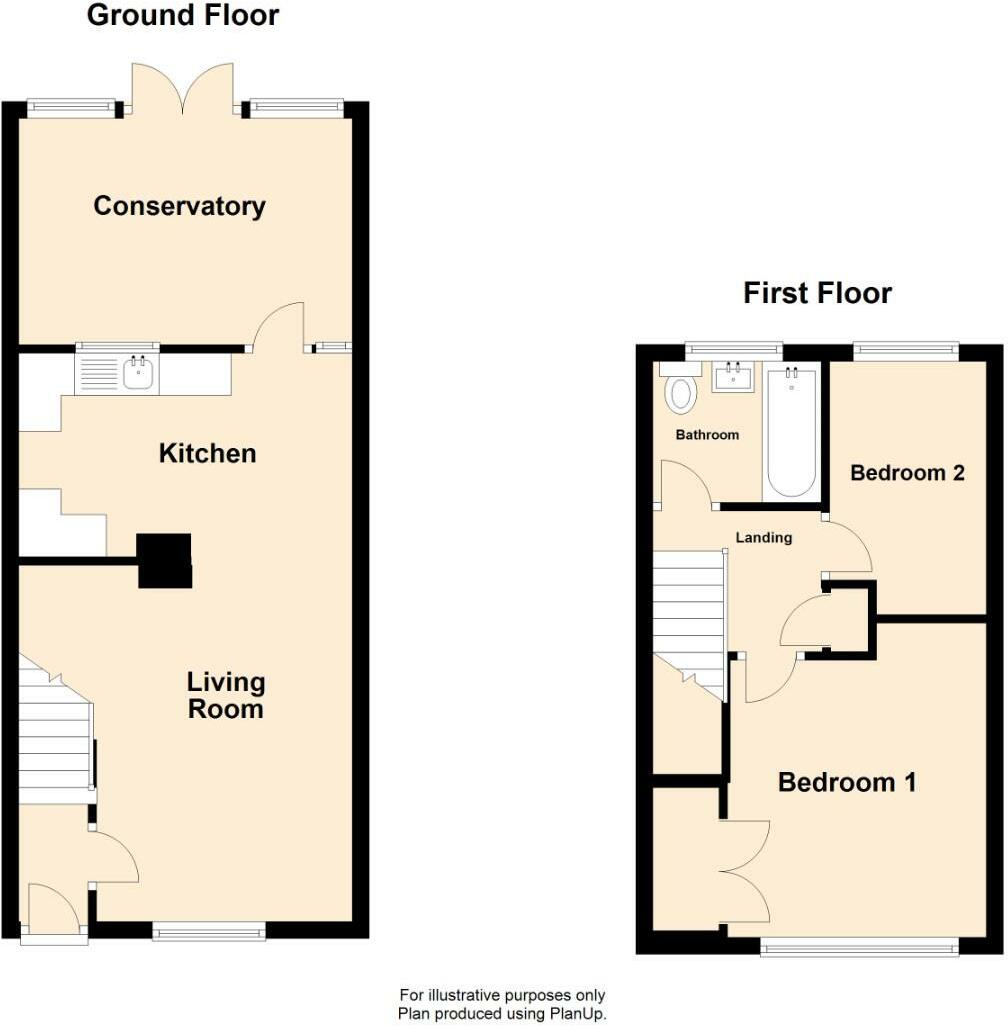 Ground Floor
Conservatory
Kitchen
Living
Room
First Floor
Bathroom
Bedroom 2
Landing
Bedroom 1
For illustrative purposes only
Plan produced using PlanUp.